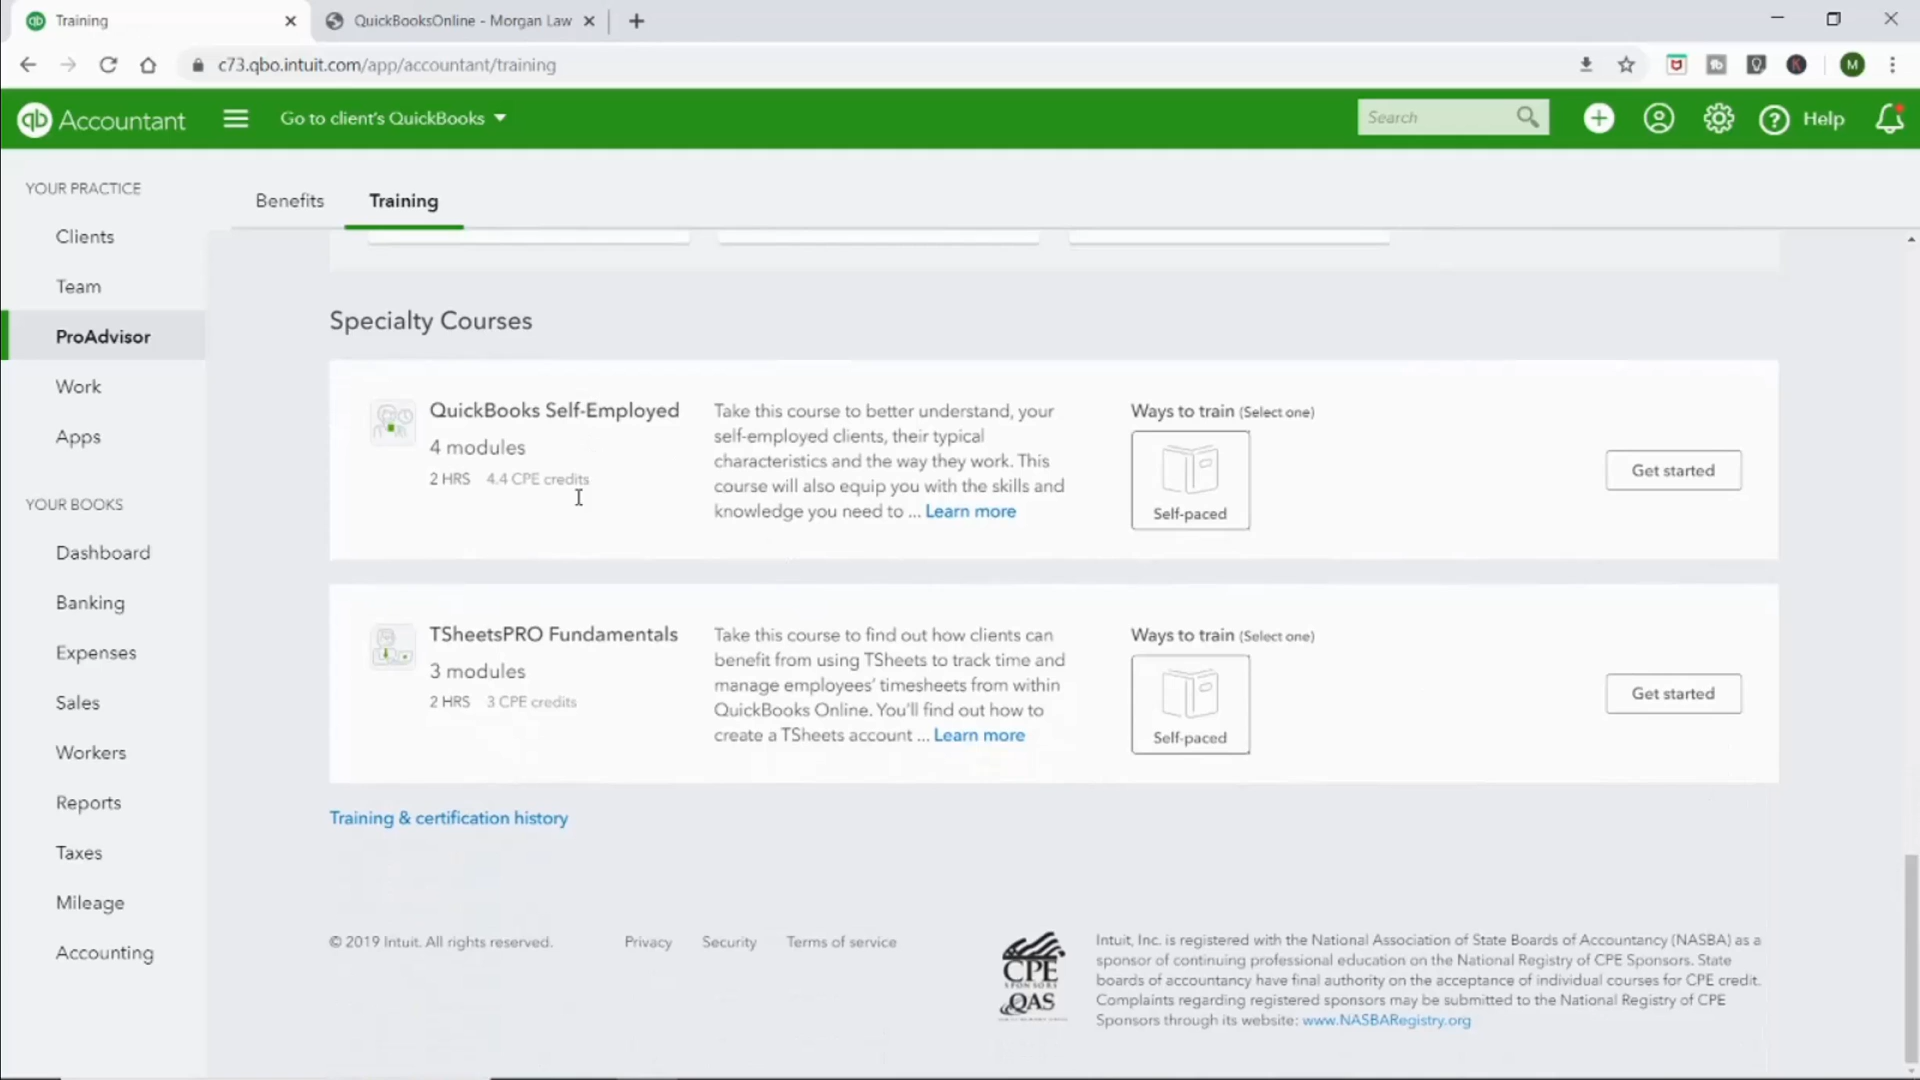 Training
QuickBooksOnline - Morgan Law
c73.qbo.intuit.com/app/accountant/training
M
qb Accountant
Go to client's QuickBooks
Search
Help
YOUR PRACTICE
Clients
Team
ProAdvisor
Work
Apps
YOUR BOOKS
Dashboard
Banking
Expenses
Sales
Workers
Reports
Taxes
Mileage
Accounting
Benefits
Training
Specialty Courses
QuickBooks Self-Employed
4 modules
2 HRS 4.4 CPE credits
Take this course to better understand, your
self-employed clients, their typical
characteristics and the way they work. This
course will also equip you with the skills and
knowledge you need to ... Learn more
Ways to train (Select one)
Self-paced
Get started
TSheetsPRO Fundamentals
3 modules
2 HRS 3 CPE credits
Take this course to find out how clients can
benefit from using TSheets to track time and
manage employees' timesheets from within
QuickBooks Online. You'll find out how to
create a TSheets account ... Learn more
Ways to train (Select one)
Self-paced
Get started
Training & certification history
© 2019 Intuit. All rights reserved.
Privacy
Security
Terms of service
CPE
SPONSORS
QAS
Intuit, Inc. is registered with the National Association of State Boards of Accountancy (NASBA) as a
sponsor of continuing professional education on the National Registry of CPE Sponsors. State
boards of accountancy have final authority on the acceptance of individual courses for CPE credit.
Complaints regarding registered sponsors may be submitted to the National Registry of CPE
Sponsors through its website: www.NASBARegistry.org